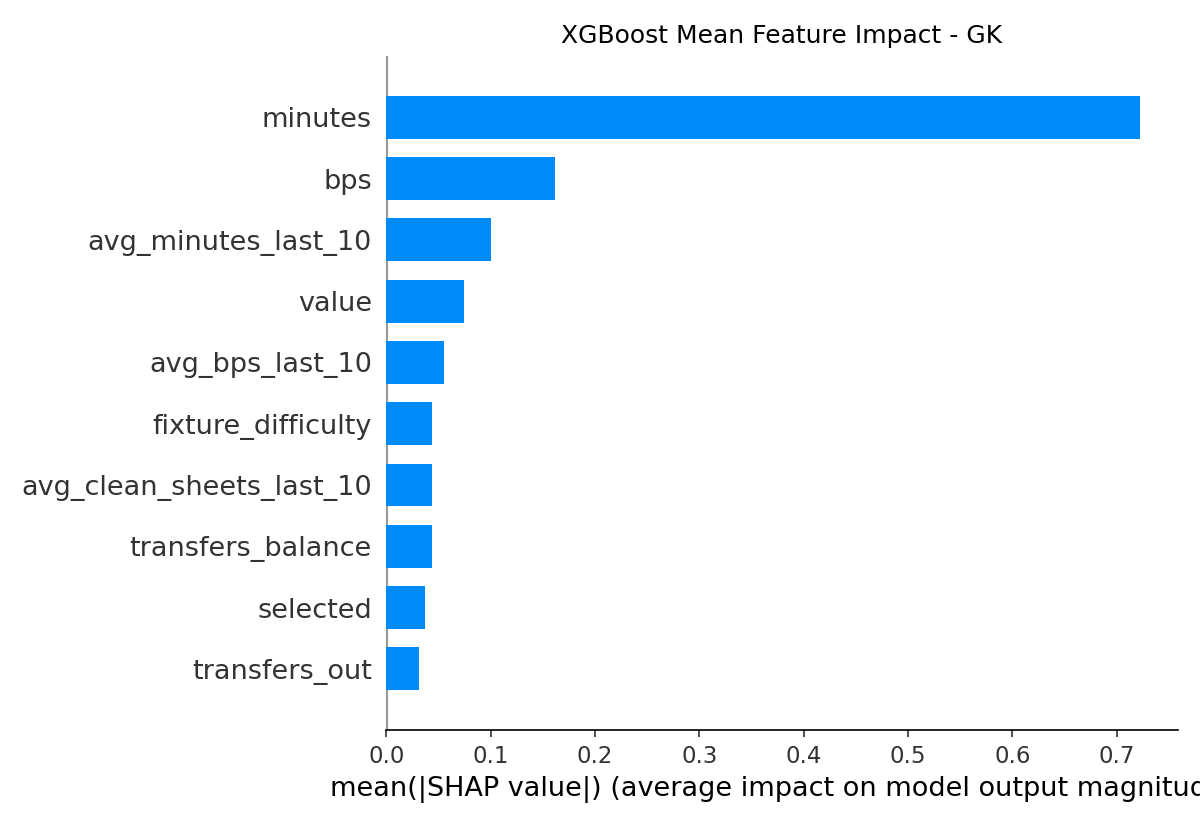 XGBoost Mean Feature Impact - GK
minutes
bps
avg_minutes_last_10
value
avg_bps_last_10
fixture_difficulty
avg_clean_sheets_last_10
transfers_balance
selected
transfers_out
0.0 0.1 0.2 0.3 0.4 0.5 0.6 0.7
mean(|SHAP value|) (average impact on model output magnitud